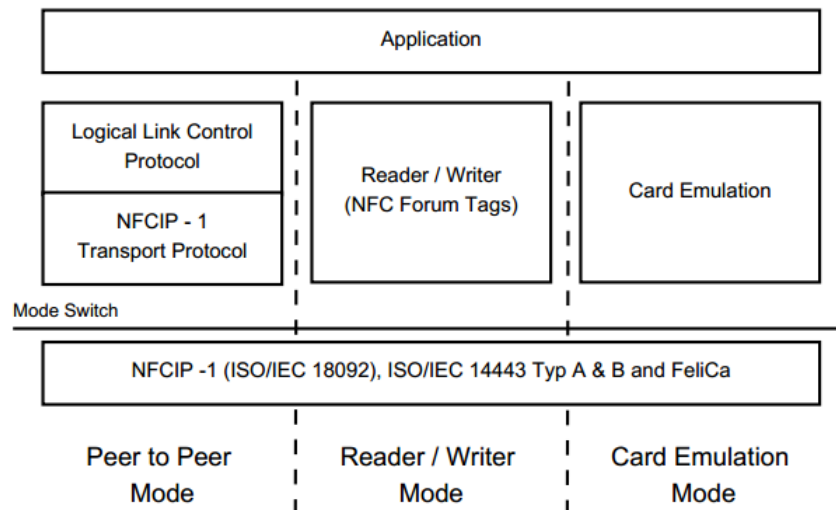 Application
Logical Link Control
Protocol
NFCIP - 1
Transport Protocol
Reader / Writer
(NFC Forum Tags)
Card Emulation
Mode Switch
NFCIP -1 (ISO/IEC 18092), ISO/IEC 14443 Typ A & B and FeliCa
Peer to Peer
Mode
Reader / Writer
Mode
Card Emulation
Mode